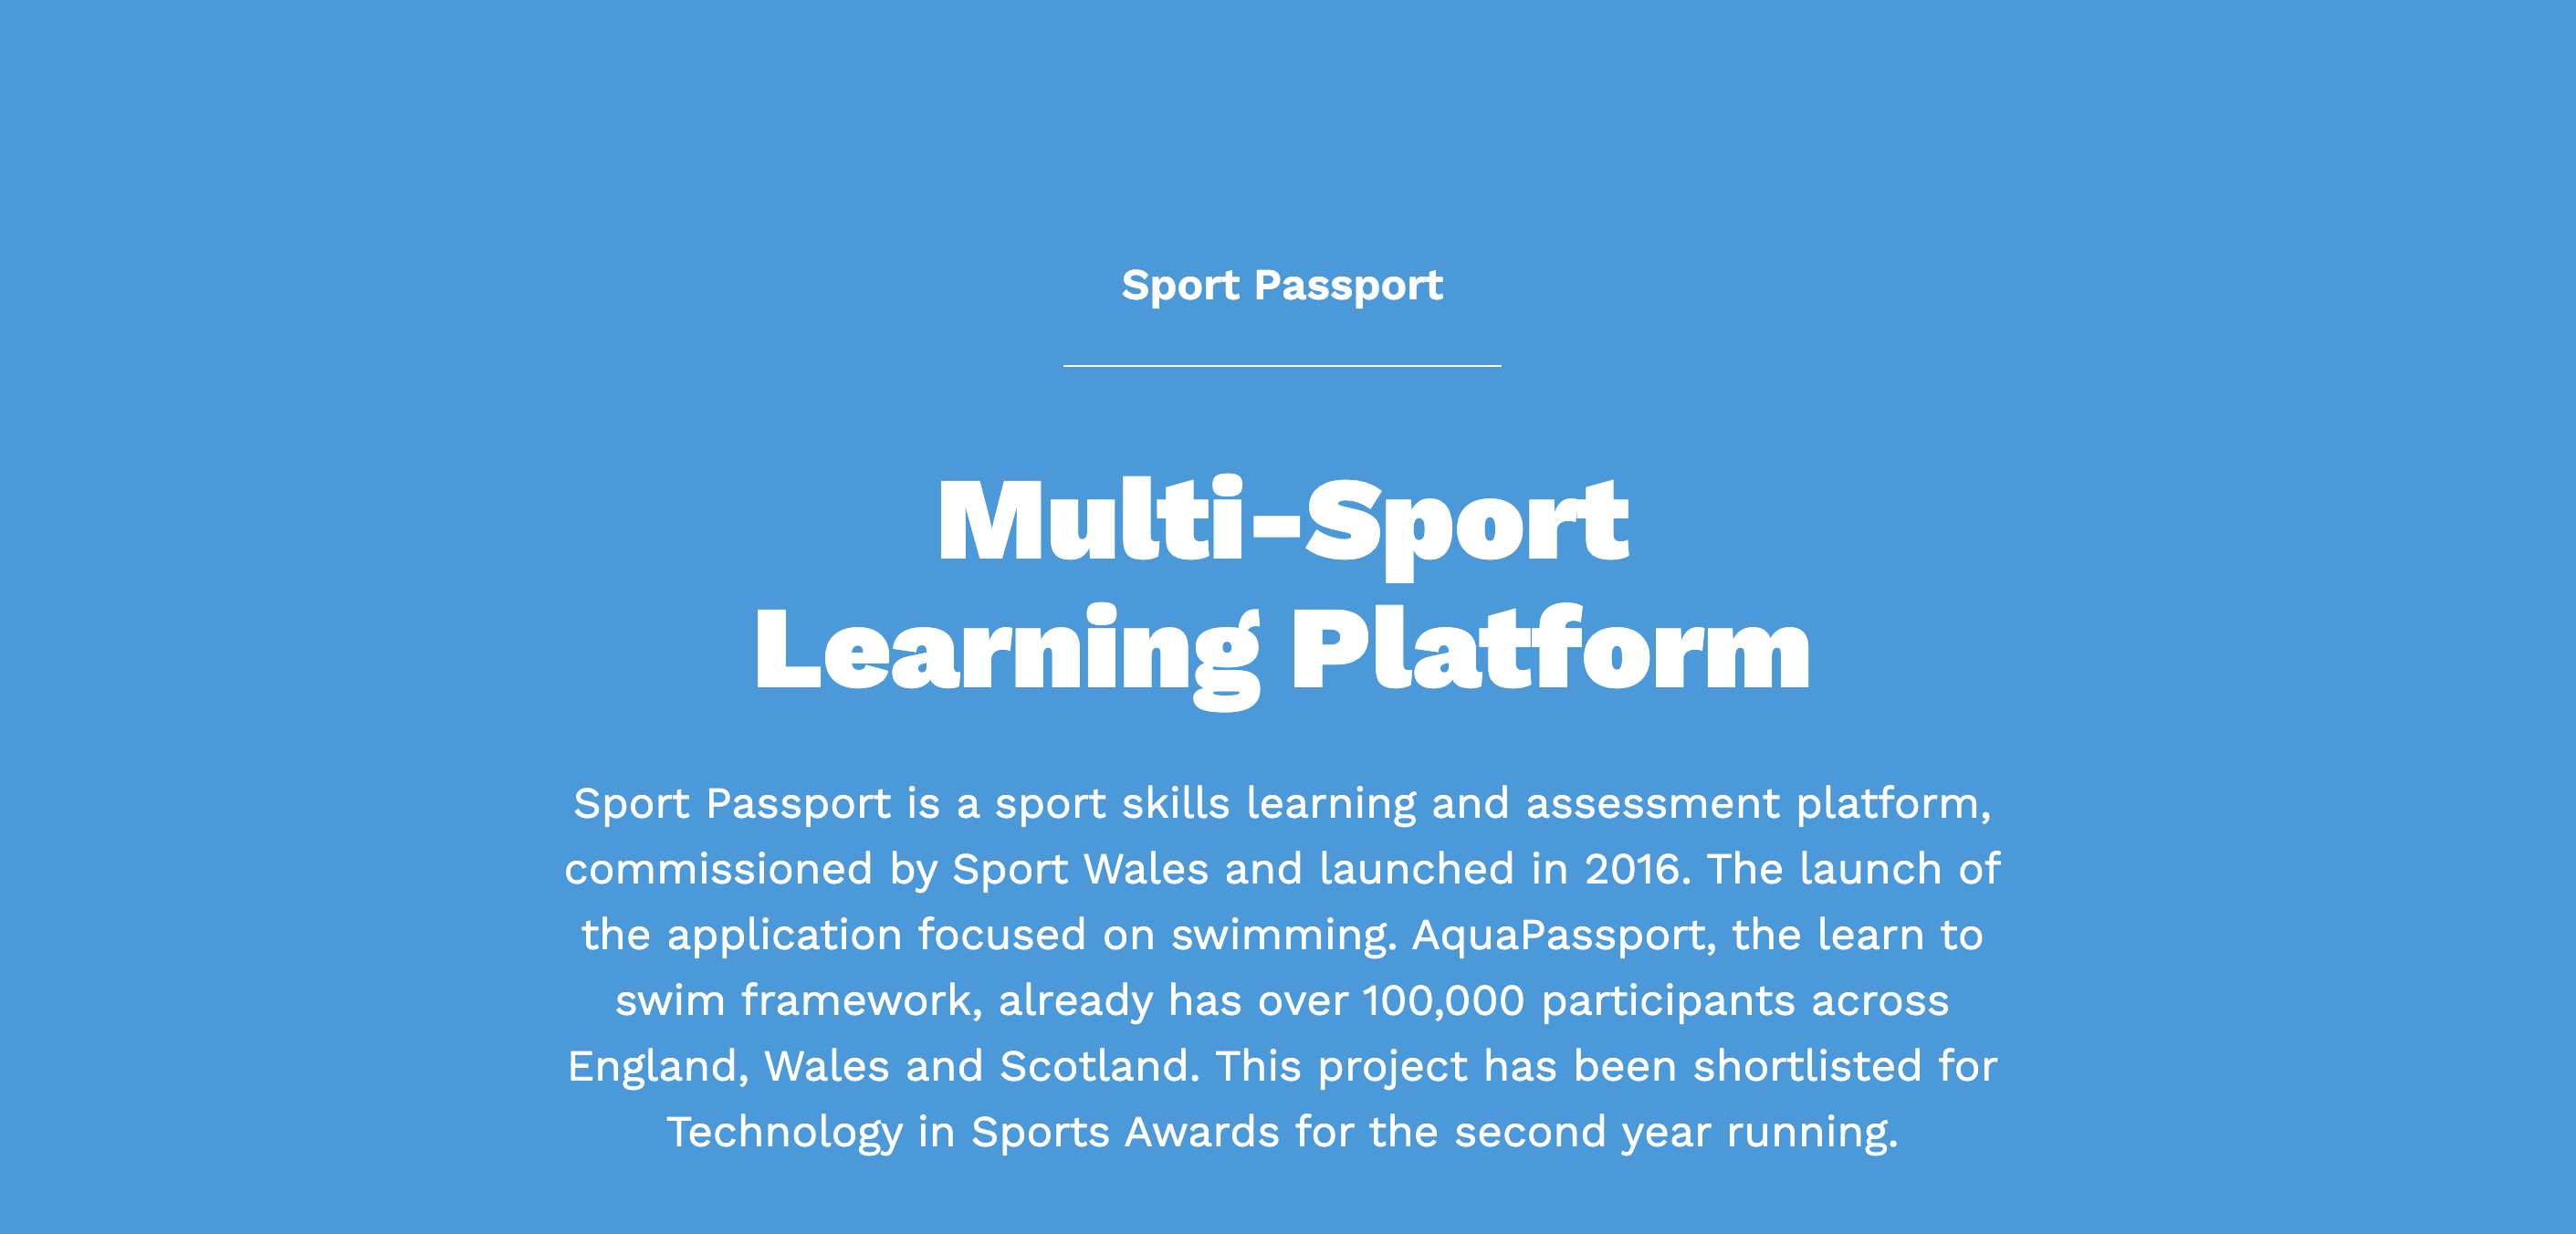 Sport Passport
Multi-Sport
Learning Platform
Sport Passport is a sport skills learning and assessment platform,
commissioned by Sport Wales and launched in 2016. The launch of
the application focused on swimming. AquaPassport, the learn to
swim framework, already has over 100,000 participants across
England, Wales and Scotland. This project has been shortlisted for
Technology in Sports Awards for the second year running.